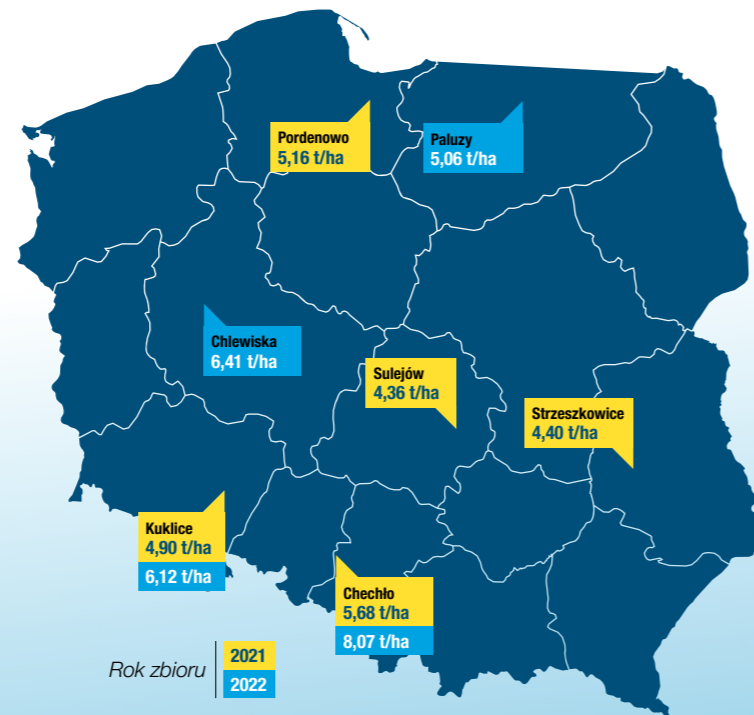 Pordenowo
5,16 t/ha
Paluzy
5,06 t/ha
Chlewiska
6,41 t/ha
Sulejów
4,36 t/ha
Strzeszkowice
4,40 t/ha
Kuklice
4,90 t/ha
6,12 t/ha
Chechło
5,68 t/ha
8,07 t/ha
Rok zbioru
2021
2022